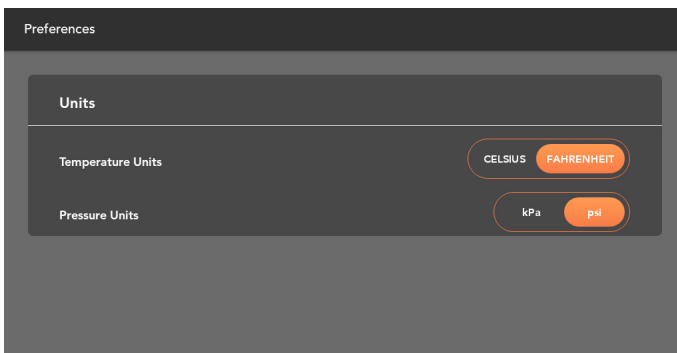 Preferences
Units
Temperature Units
CELSIUS FAHRENHEIT
Pressure Units
kPa psi